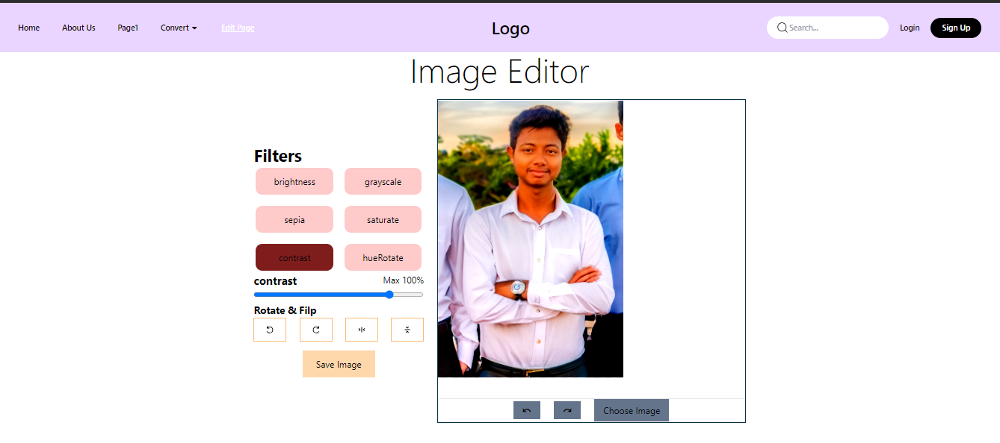 Home About Us Page1 Convert Edit Page Logo Search... Login Sign Up
Image Editor
Filters
brightness grayscale
sepia saturate
contrast hueRotate
contrast Max 100%
Rotate & Filp
Save Image
Choose Image